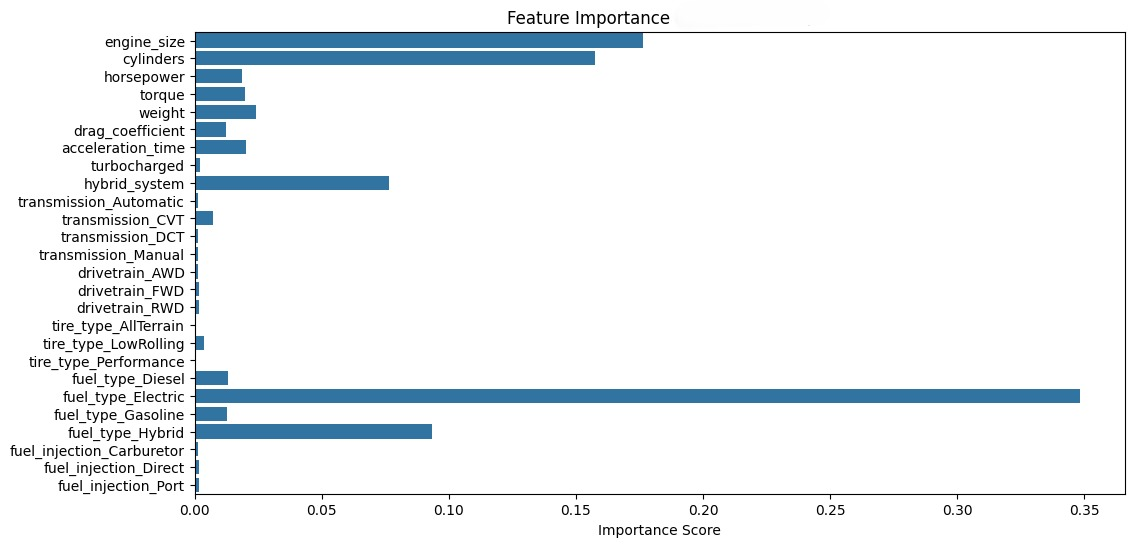 Feature Importance
engine_size
cylinders
horsepower
torque
weight
drag_coefficient
acceleration_time
turbocharged
hybrid_system
transmission_Automatic
transmission_CVT
transmission_DCT
transmission_Manual
drivetrain_AWD
drivetrain_FWD
drivetrain_RWD
tire_type_AllTerrain
tire_type_LowRolling
tire_type_Performance
fuel_type_Diesel
fuel_type_Electric
fuel_type_Gasoline
fuel_type_Hybrid
fuel_injection_Carburetor
fuel_injection_Direct
fuel_injection_Port
0.00 0.05 0.10 0.15 0.20 0.25 0.30 0.35
Importance Score